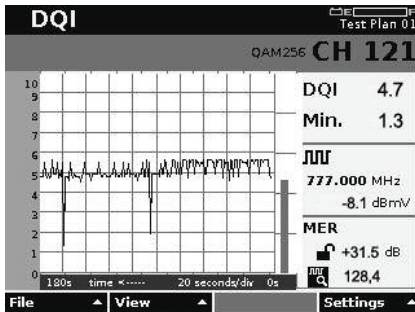 DQI
E F
Test Plan 01
QAM256 CH 121
10
9
8
7
6
5
4
3
2
1
0
180s time <----- 20 seconds/div 0s
DQI 4.7
Min. 1.3
777.000 MHz
-8.1 dBmV
MER
+31.5 dB
128,4
File View Settings